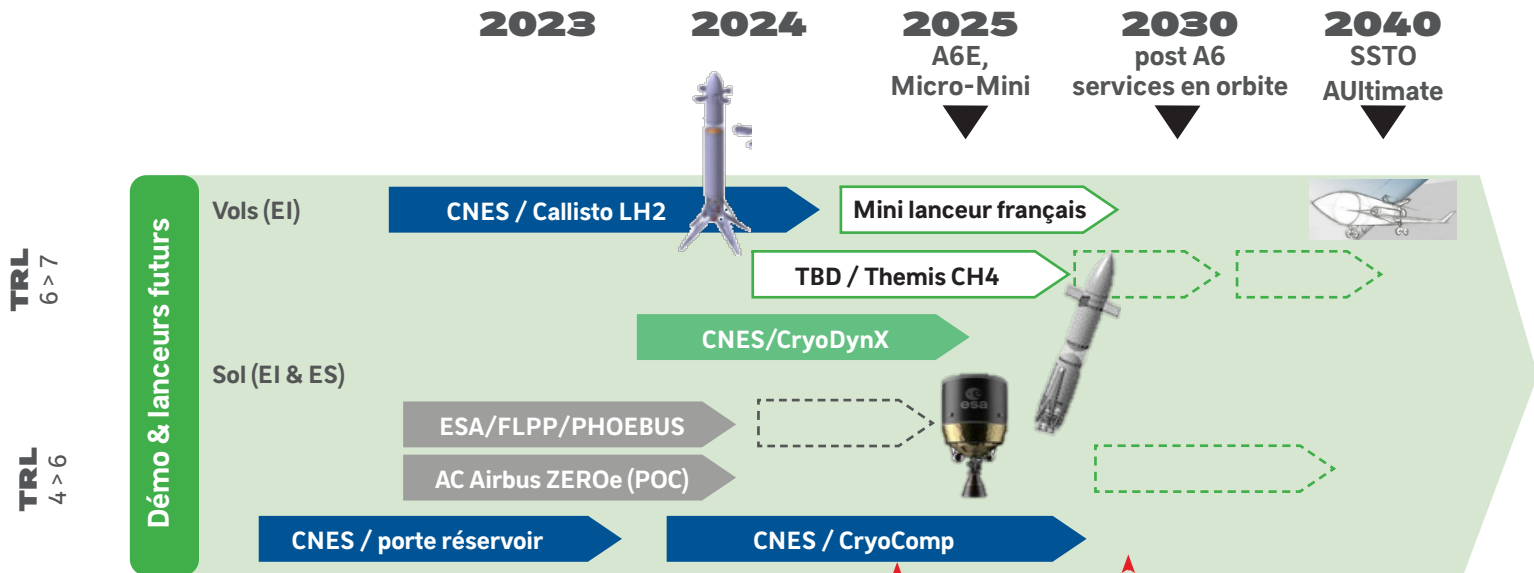 2023 2024 2025 2030 2040
A6E, post A6 SSTO
Micro-Mini services en orbite AUltimate
Démo & lanceurs futurs
TRL
6 > 7
TRL
4 > 6
Vols (EI)
CNES / Callisto LH2
Mini lanceur français
TBD / Themis CH4
CNES/CryoDynX
Sol (EI & ES)
ESA/FLPP/PHOEBUS
esa
AC Airbus ZEROe (POC)
CNES / porte réservoir
CNES / CryoComp